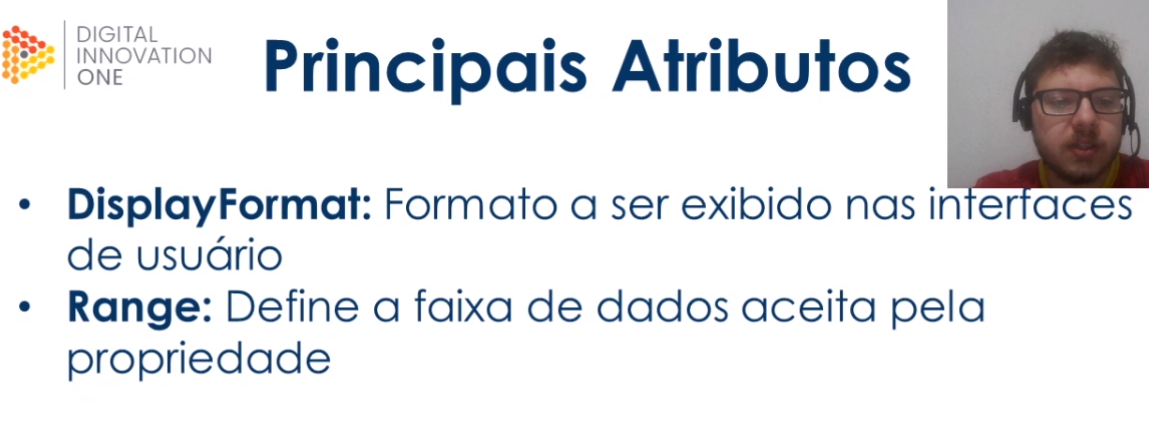 DIGITAL
INNOVATION
ONE
Principais Atributos
• DisplayFormat: Formato a ser exibido nas interfaces
de usuário
• Range: Define a faixa de dados aceita pela
propriedade